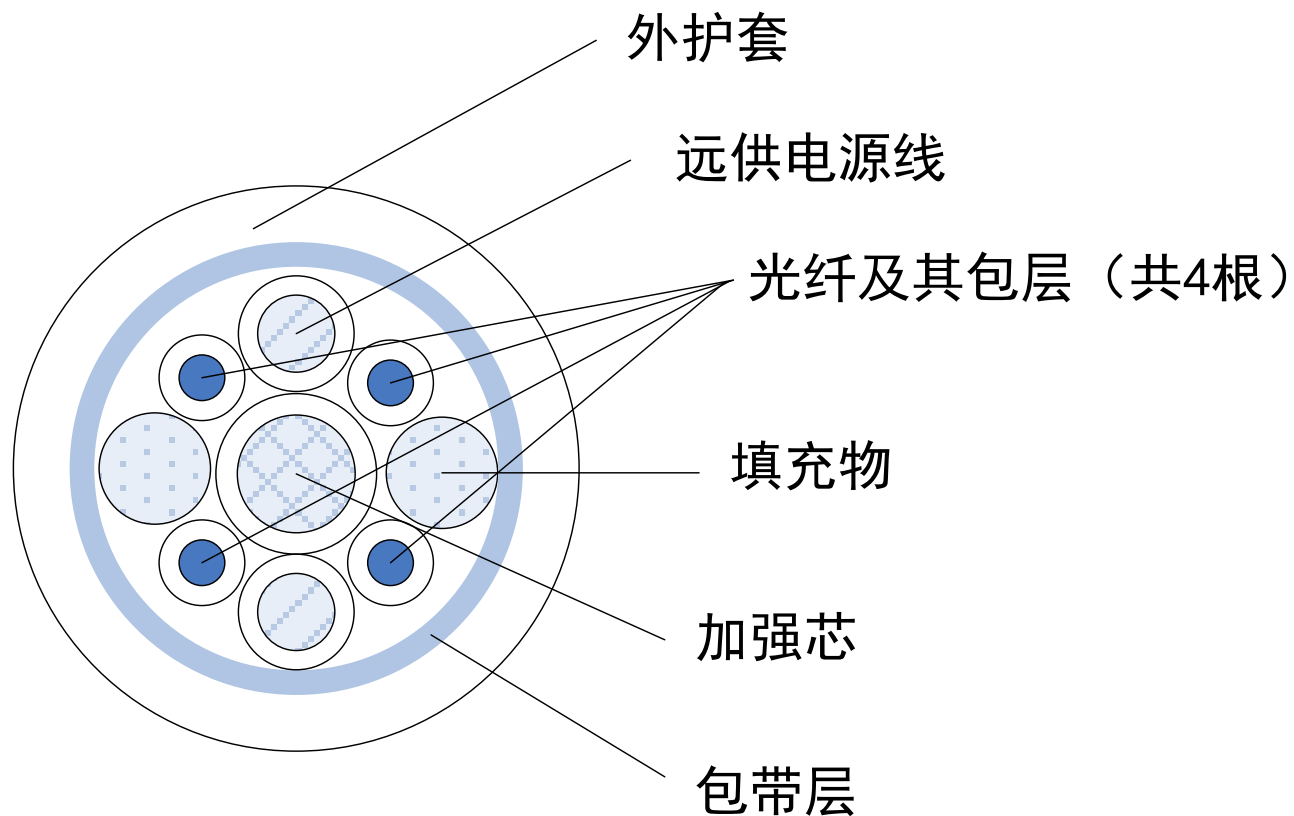 外护套
远供电源线
光纤及其包层（共4根）
填充物
加强芯
包带层